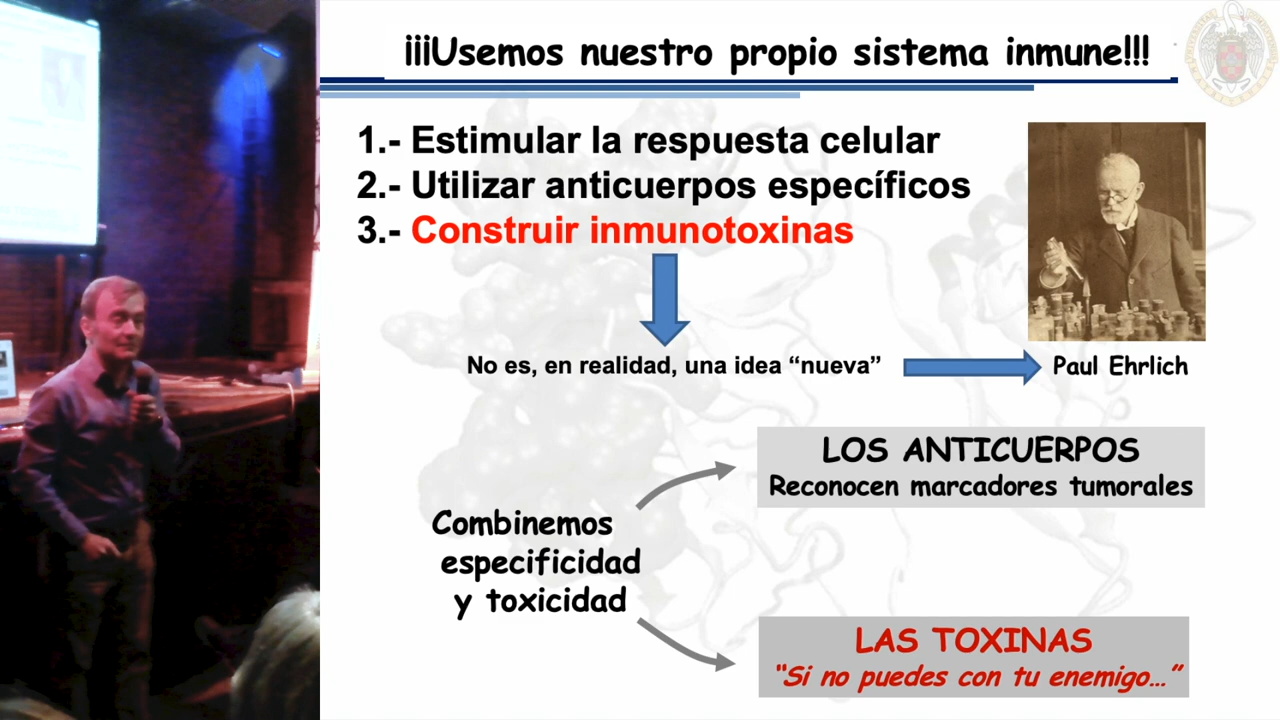 ¡¡¡Usemos nuestro propio sistema inmune!!!
1.- Estimular la respuesta celular
2.- Utilizar anticuerpos específicos
3.- Construir inmunotoxinas
No es, en realidad, una idea “nueva”
Paul Ehrlich
LOS ANTICUERPOS
Reconocen marcadores tumorales
Combinemos
especificidad
y toxicidad
LAS TOXINAS
“Si no puedes con tu enemigo…”